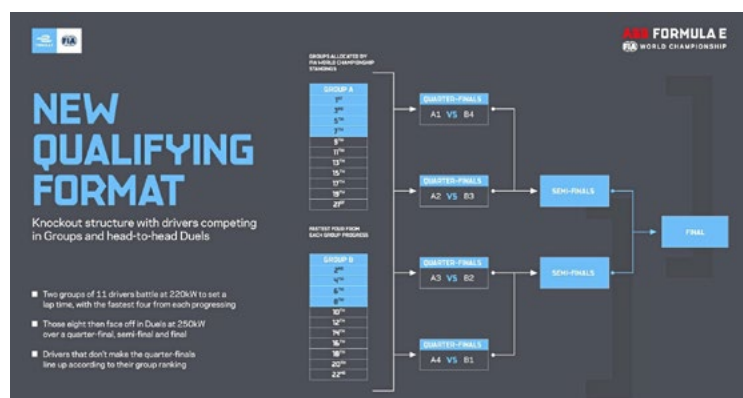 FORMULA E
FIA
ABB FORMULA E
FIA WORLD CHAMPIONSHIP
NEW
QUALIFYING
FORMAT
Knockout structure with drivers competing
in Groups and head-to-head Duels
■ Two groups of 11 drivers battle at 220kW to set a
lap time, with the fastest four from each progressing
■ Those eight then face off in Duels at 250kW
over a quarter-final, semi-final and final
■ Drivers that don't make the quarter-finals
line up according to their group ranking
GROUPS ALLOCATED BY
FIA WORLD CHAMPIONSHIP
STANDINGS
GROUP A
1ST
3RD
5TH
7TH
9TH
11TH
13TH
15TH
17TH
19TH
21ST
FASTEST FOUR FROM
EACH GROUP PROGRESS
GROUP B
2ND
4TH
6TH
8TH
10TH
12TH
14TH
16TH
18TH
20TH
22ND
QUARTER-FINALS
A1 VS B4
QUARTER-FINALS
A2 VS B3
QUARTER-FINALS
A3 VS B2
QUARTER-FINALS
A4 VS B1
SEMI-FINALS
SEMI-FINALS
FINAL